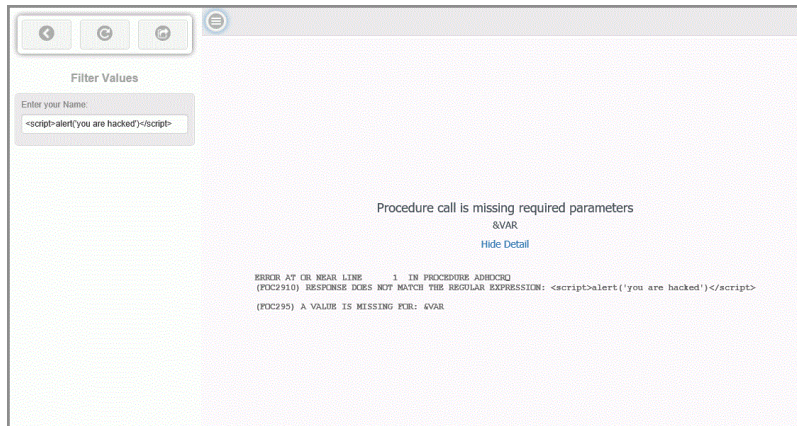 Filter Values
Enter your Name:
<script>alert('you are hacked')</script>
Procedure call is missing required parameters
&VAR
Hide Detail
ERROR AT OR NEAR LINE      1  IN PROCEDURE ADHOCRQ
(FOC2910) RESPONSE DOES NOT MATCH THE REGULAR EXPRESSION: <script>alert('you are hacked')</script>
(FOC295) A VALUE IS MISSING FOR: &VAR